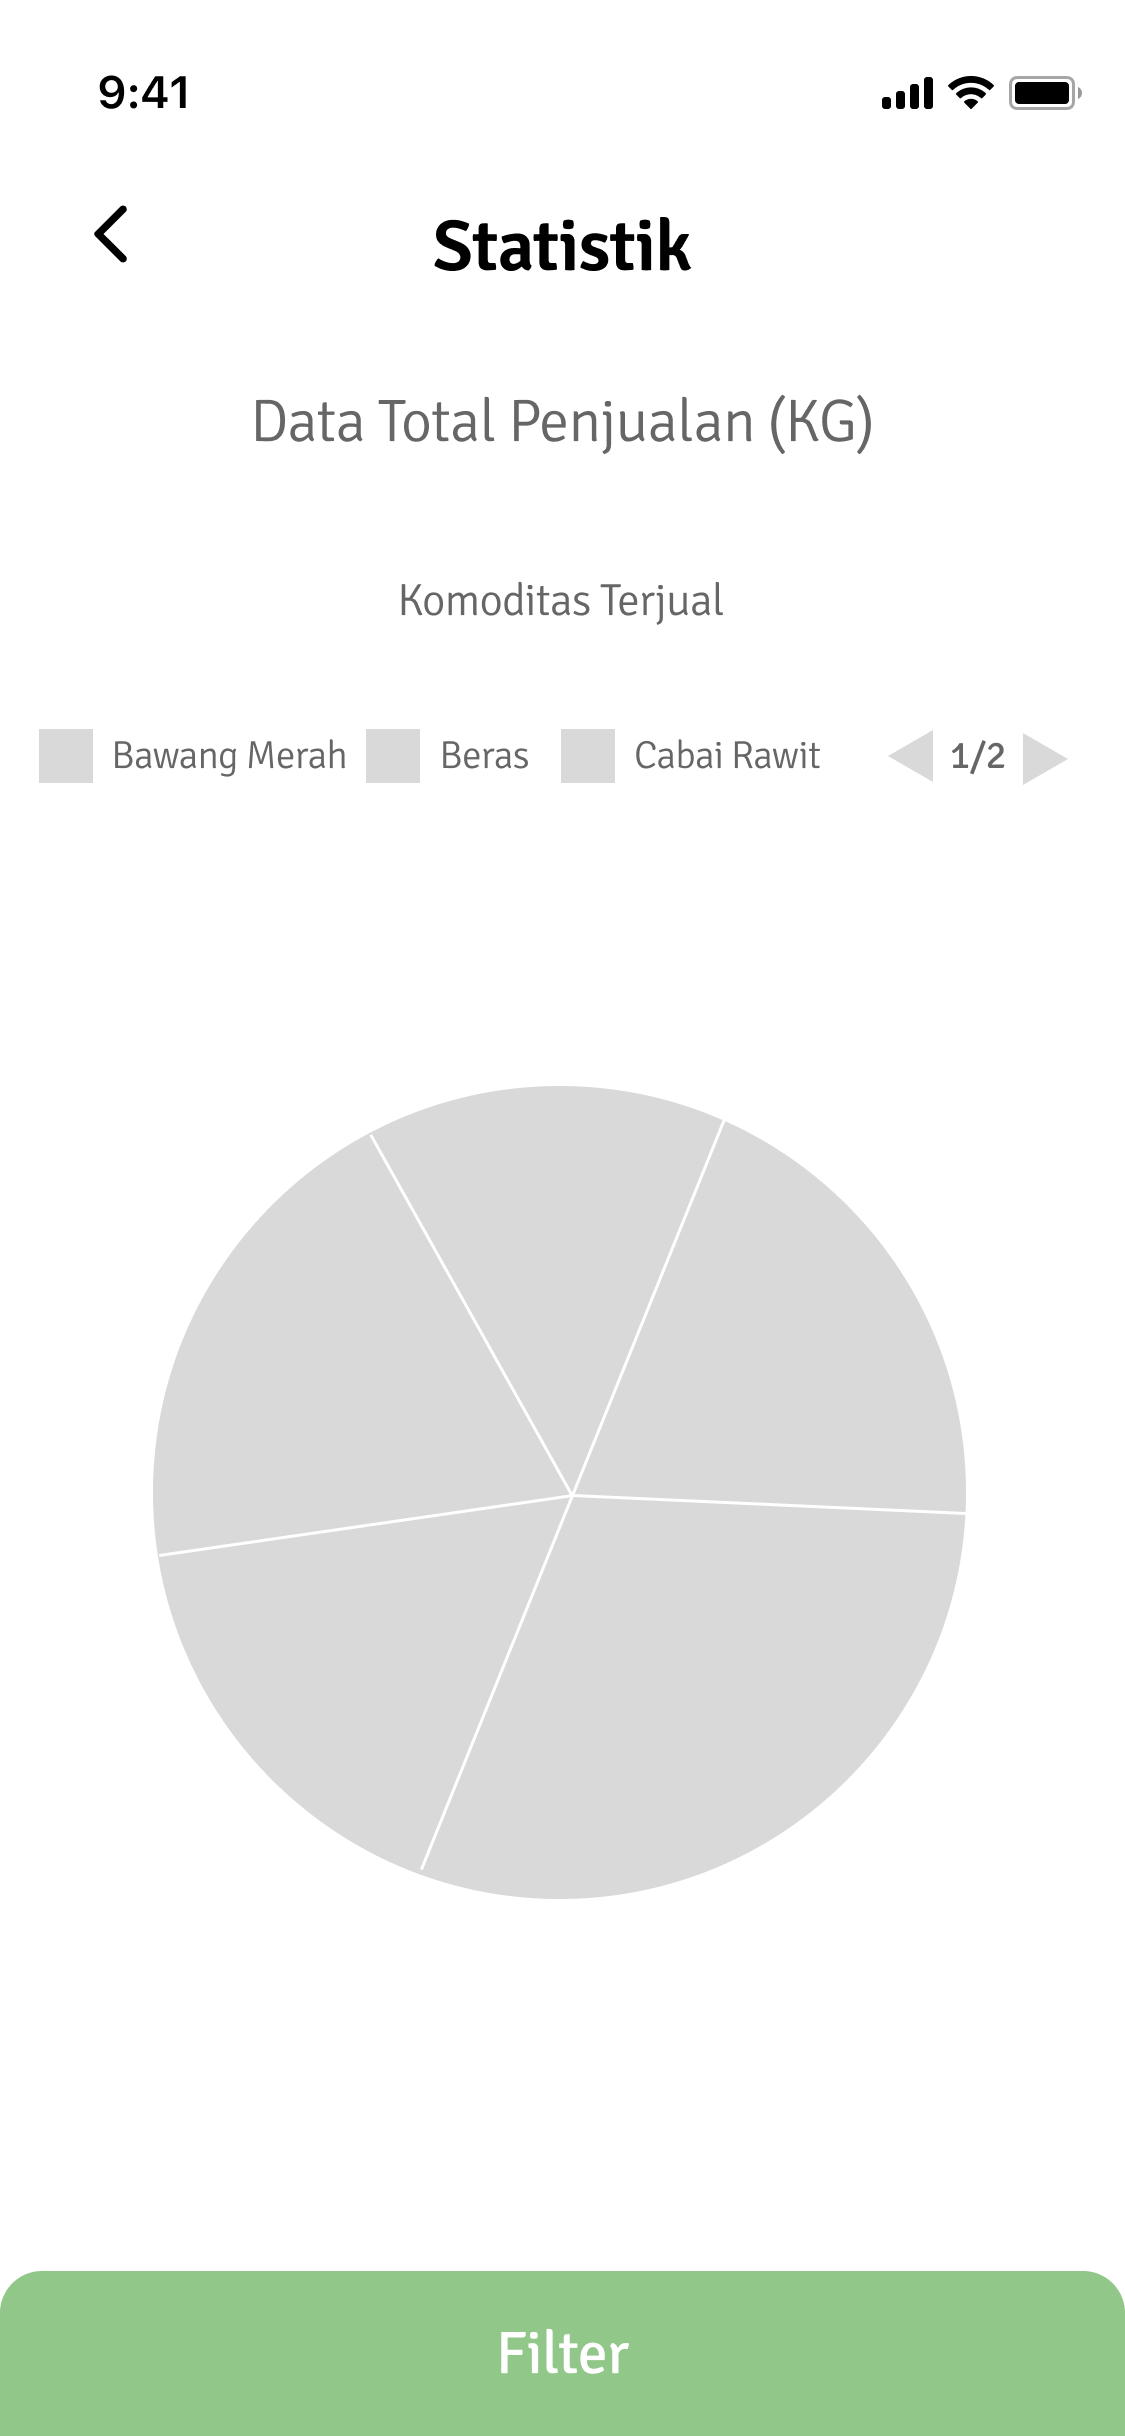 9:41
Statistik
Data Total Penjualan (KG)
Komoditas Terjual
Bawang Merah Beras Cabai Rawit 1/2
Filter